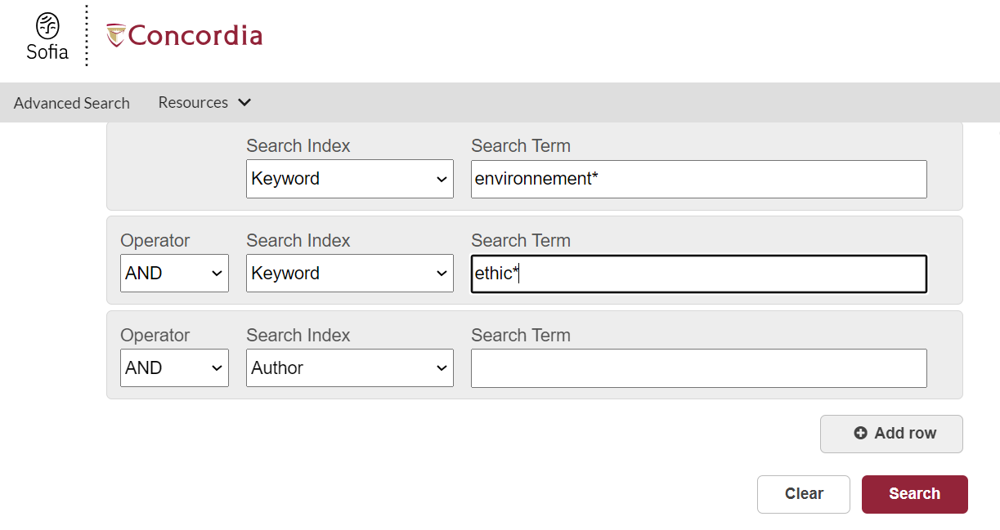 Sofia
Concordia
Advanced Search Resources
Search Index Search Term
Keyword environnement*
Operator Search Index Search Term
AND Keyword ethic*
Operator Search Index Search Term
AND Author
Add row
Clear Search